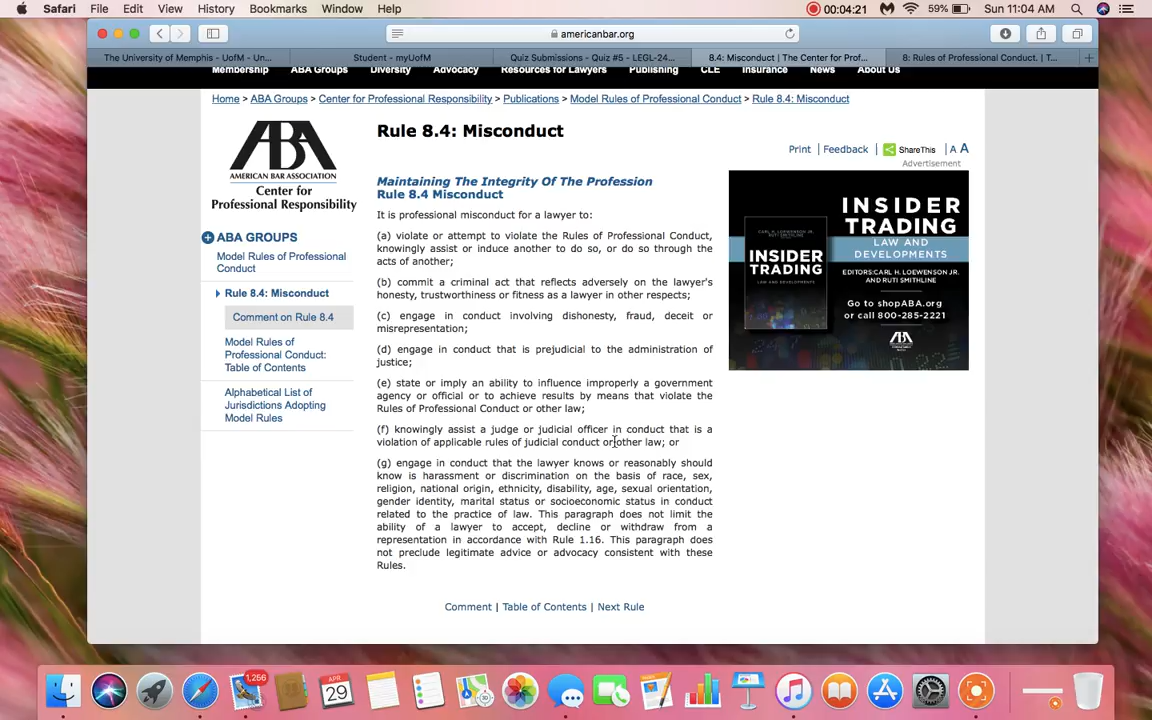 Safari File Edit View History Bookmarks Window Help 00:04:21 59% Sun 11:04 AM
americanbar.org
The University of Memphis - UofM - Un... Student - myUofM Quiz Submissions - Quiz #5 - LEGL-24... 8.4: Misconduct | The Center for Prof... 8: Rules of Professional Conduct. | T...
Membership ABA Groups Diversity Advocacy Resources for Lawyers Publishing CLE Insurance News About Us
Home > ABA Groups > Center for Professional Responsibility > Publications > Model Rules of Professional Conduct > Rule 8.4: Misconduct
ABA
AMERICAN BAR ASSOCIATION
Center for
Professional Responsibility
ABA GROUPS
Model Rules of Professional
Conduct
Rule 8.4: Misconduct
Comment on Rule 8.4
Model Rules of
Professional Conduct:
Table of Contents
Alphabetical List of
Jurisdictions Adopting
Model Rules
Rule 8.4: Misconduct
Print | Feedback | ShareThis | A A
Maintaining The Integrity Of The Profession
Rule 8.4 Misconduct
It is professional misconduct for a lawyer to:
(a) violate or attempt to violate the Rules of Professional Conduct,
knowingly assist or induce another to do so, or do so through the
acts of another;
(b) commit a criminal act that reflects adversely on the lawyer's
honesty, trustworthiness or fitness as a lawyer in other respects;
(c) engage in conduct involving dishonesty, fraud, deceit or
misrepresentation;
(d) engage in conduct that is prejudicial to the administration of
justice;
(e) state or imply an ability to influence improperly a government
agency or official or to achieve results by means that violate the
Rules of Professional Conduct or other law;
(f) knowingly assist a judge or judicial officer in conduct that is a
violation of applicable rules of judicial conduct or other law; or
(g) engage in conduct that the lawyer knows or reasonably should
know is harassment or discrimination on the basis of race, sex,
religion, national origin, ethnicity, disability, age, sexual orientation,
gender identity, marital status or socioeconomic status in conduct
related to the practice of law. This paragraph does not limit the
ability of a lawyer to accept, decline or withdraw from a
representation in accordance with Rule 1.16. This paragraph does
not preclude legitimate advice or advocacy consistent with these
Rules.
Comment | Table of Contents | Next Rule
Advertisement
INSIDER
TRADING
LAW AND
DEVELOPMENTS
EDITORS:CARL H. LOEWENSON JR.
AND RUTI SMITHLINE
Go to shopABA.org
or call 800-285-2221
ABA
INSIDER
TRADING
1,256
APR
29